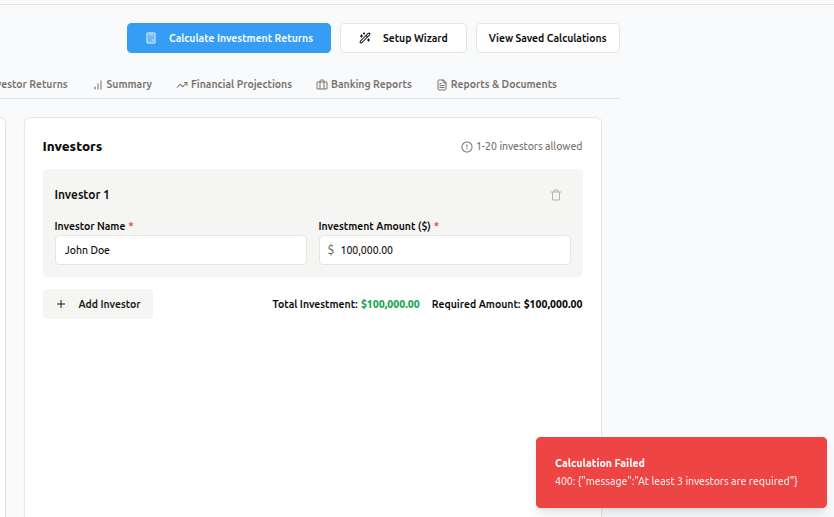 Calculate Investment Returns Setup Wizard View Saved Calculations
vestor Returns Summary Financial Projections Banking Reports Reports & Documents
Investors 1-20 investors allowed
Investor 1
Investor Name * Investment Amount ($) *
John Doe $ 100,000.00
+ Add Investor Total Investment: $100,000.00 Required Amount: $100,000.00
Calculation Failed
400: {"message":"At least 3 investors are required"}